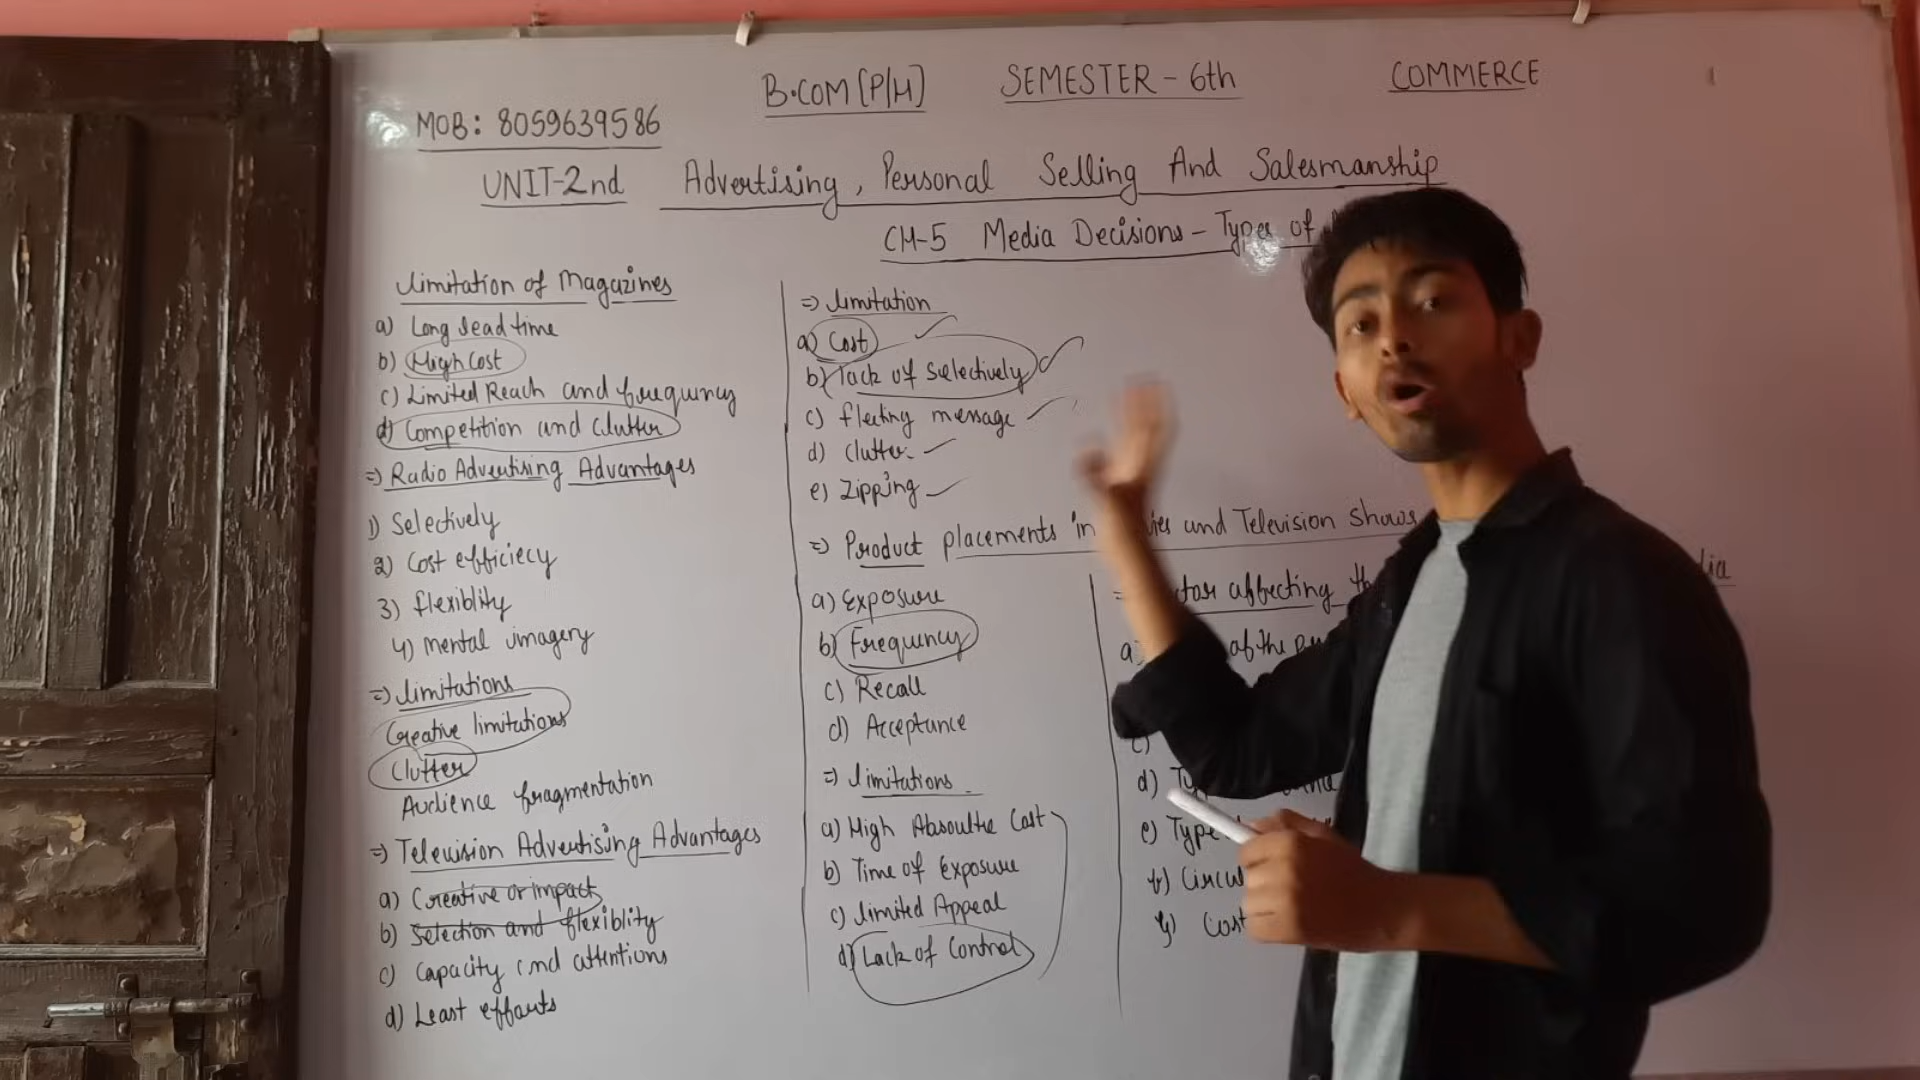 B.COM [P/H] SEMESTER - 6th COMMERCE
MOB: 8059639586
UNIT-2nd Advertising, Personal Selling And Salesmanship
CH-5 Media Decisions - Types of
Limitation of Magazines
a) Long lead time
b) High Cost
c) Limited Reach and frequncy
d) Competition and Clutter
=) Radio Advertising Advantages
1) Selectively
2) Cost efficiecy
3) flexiblity
4) mental imagery
=) limitations
Creative limitations
Clutter
Audience fragmentation
=) Television Advertising Advantages
a) Creative or impact
b) Selection and flexiblity
c) Capacity and attentions
d) Least effarts
=) limitation
a) Cost
b) lack of selectively
c) fleeting message
d) Clutter
e) Zipping
=) Product placements in and Television Shows
a) Exposure
b) Frequency
c) Recall
d) Acceptance
=) limitations
a) High Absoulte Cost
b) Time of Exposure
c) limited Appeal
d) Lack of Control
affecting
a) of the
c)
d)
e) Type
f)
g) Cost